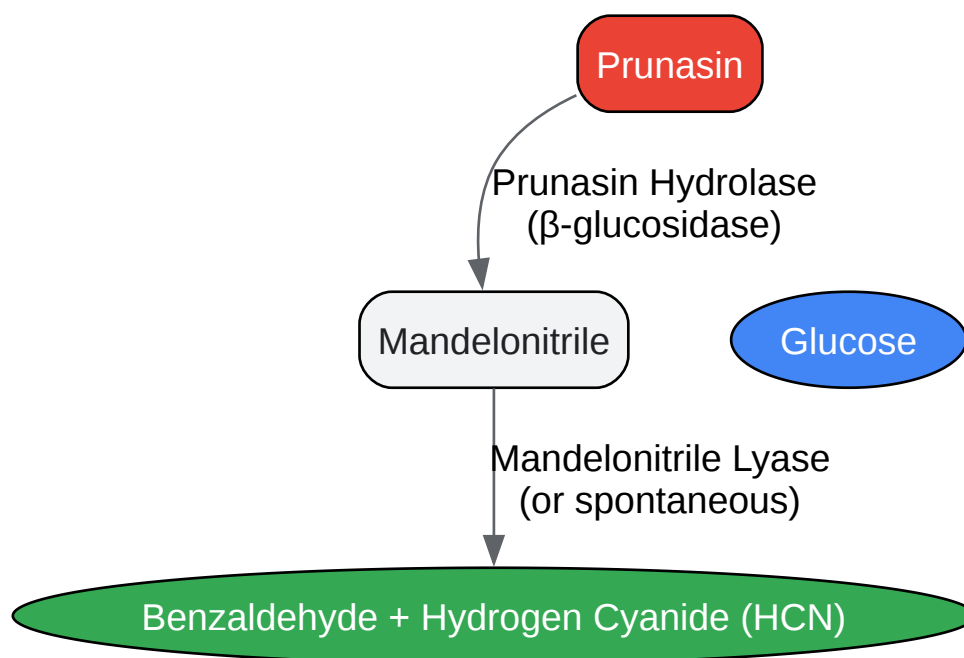 Prunasin
Prunasin Hydrolase
(β-glucosidase)
Mandelonitrile
Glucose
Mandelonitrile Lyase
(or spontaneous)
Benzaldehyde + Hydrogen Cyanide (HCN)